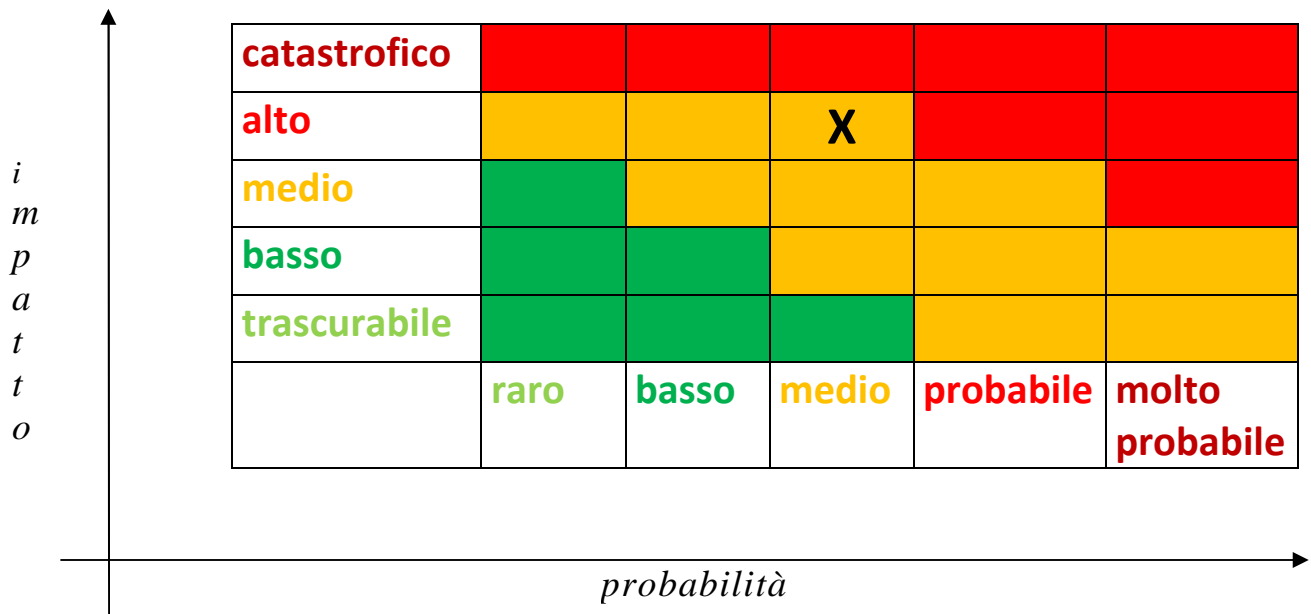 catastrofico
alto
X
medio
basso
trascurabile
raro
basso
medio
probabile
molto
probabile
i
m
p
a
t
t
o
probabilità